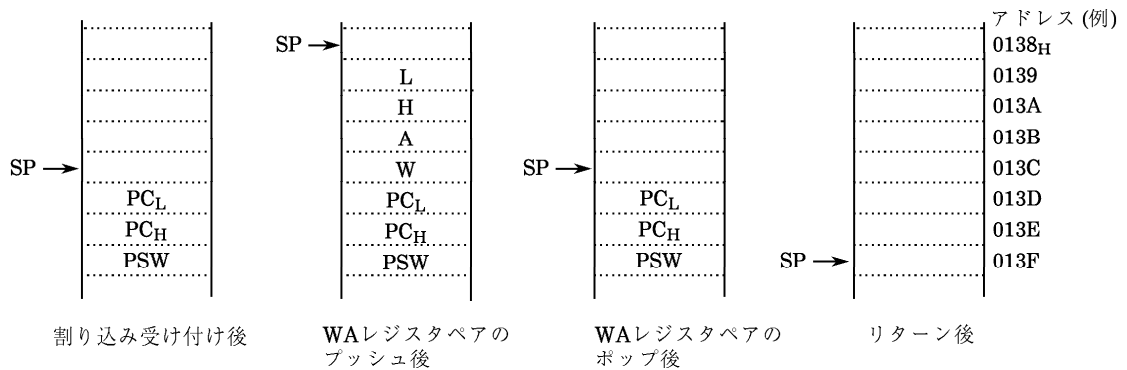 アドレス (例)
SP
0138H
L
0139
H
013A
A
013B
SP
W
SP
013C
PCL
PCL
PCL
013D
PCH
PCH
PCH
013E
PSW
PSW
PSW
SP
013F
割り込み受け付け後
WAレジスタペアの
プッシュ後
WAレジスタペアの
ポップ後
リターン後